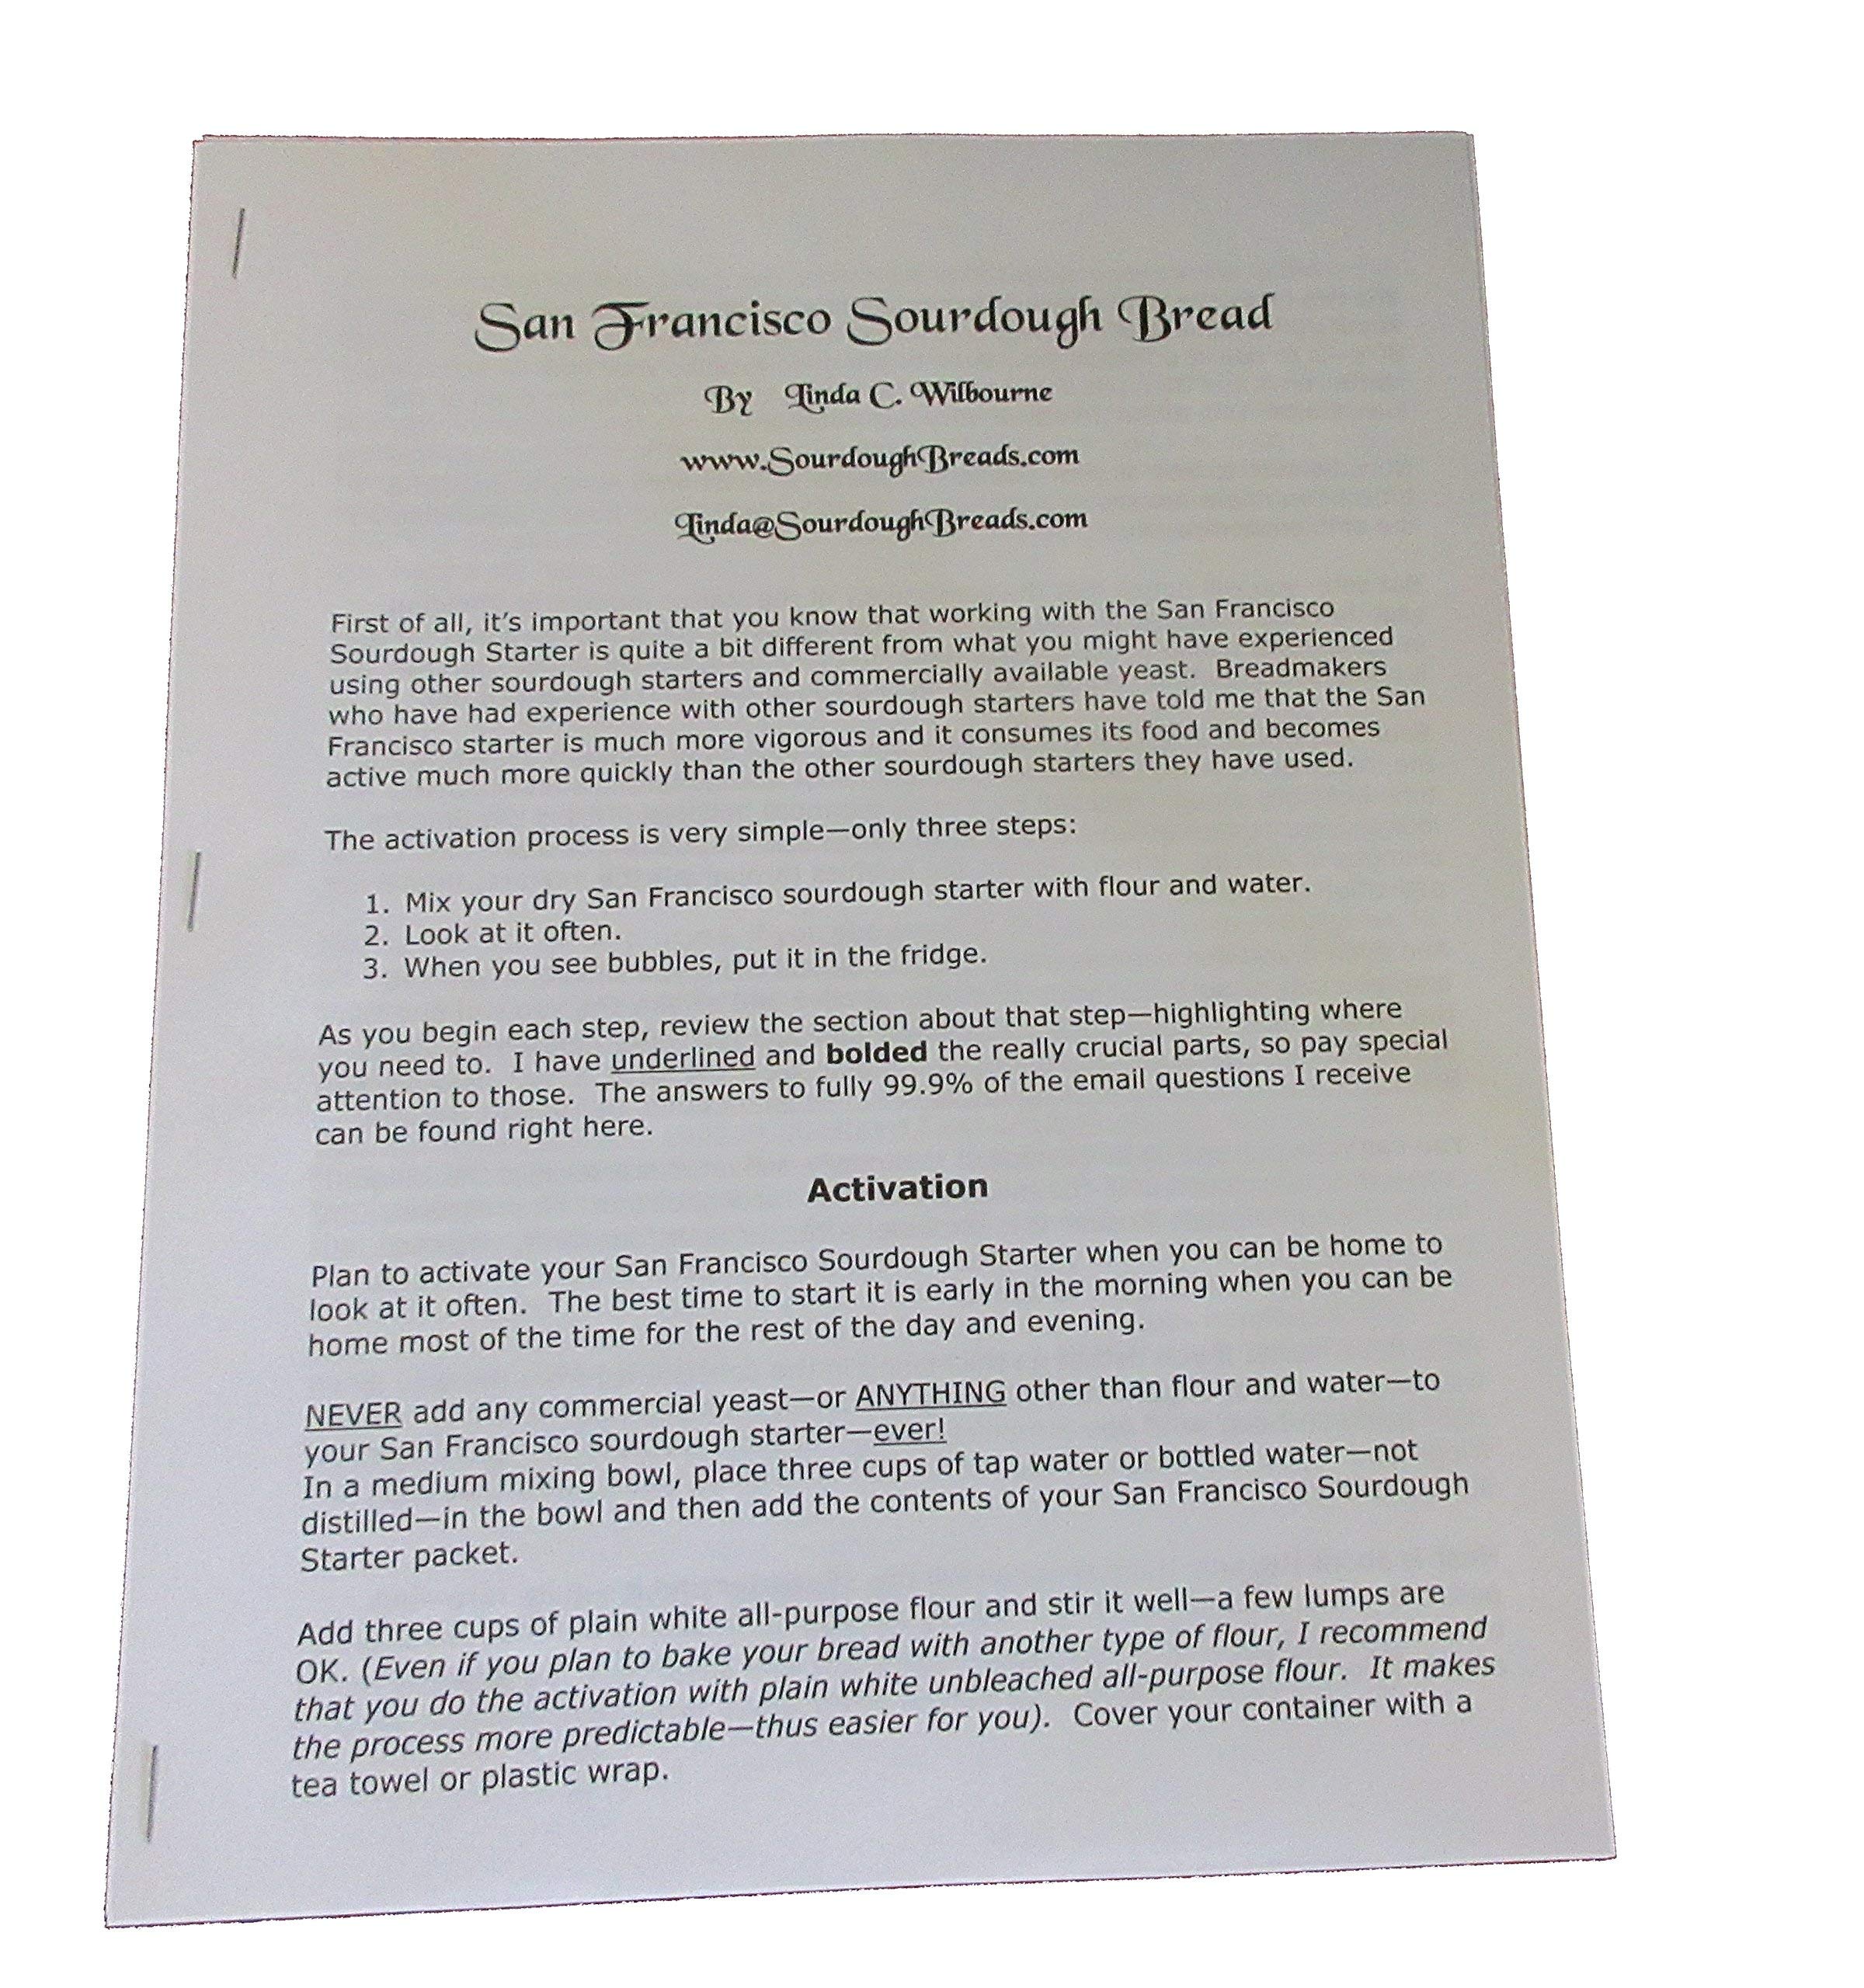 San Francisco Sourdough Bread
By Linda C. Wilbourne
www.SourdoughBreads.com
Linda@SourdoughBreads.com
First of all, it's important that you know that working with the San Francisco
Sourdough Starter is quite a bit different from what you might have experienced
using other sourdough starters and commercially available yeast. Breadmakers
who have had experience with other sourdough starters have told me that the San
Francisco starter is much more vigorous and it consumes its food and becomes
active much more quickly than the other sourdough starters they have used.
The activation process is very simple—only three steps:
1. Mix your dry San Francisco sourdough starter with flour and water.
2. Look at it often.
3. When you see bubbles, put it in the fridge.
As you begin each step, review the section about that step—highlighting where
you need to. I have underlined and bolded the really crucial parts, so pay special
attention to those. The answers to fully 99.9% of the email questions I receive
can be found right here.
Activation
Plan to activate your San Francisco Sourdough Starter when you can be home to
look at it often. The best time to start it is early in the morning when you can be
home most of the time for the rest of the day and evening.
NEVER add any commercial yeast—or ANYTHING other than flour and water—to
your San Francisco sourdough starter—ever!
In a medium mixing bowl, place three cups of tap water or bottled water—not
distilled—in the bowl and then add the contents of your San Francisco Sourdough
Starter packet.
Add three cups of plain white all-purpose flour and stir it well—a few lumps are
OK. (Even if you plan to bake your bread with another type of flour, I recommend
that you do the activation with plain white unbleached all-purpose flour. It makes
the process more predictable—thus easier for you). Cover your container with a
tea towel or plastic wrap.